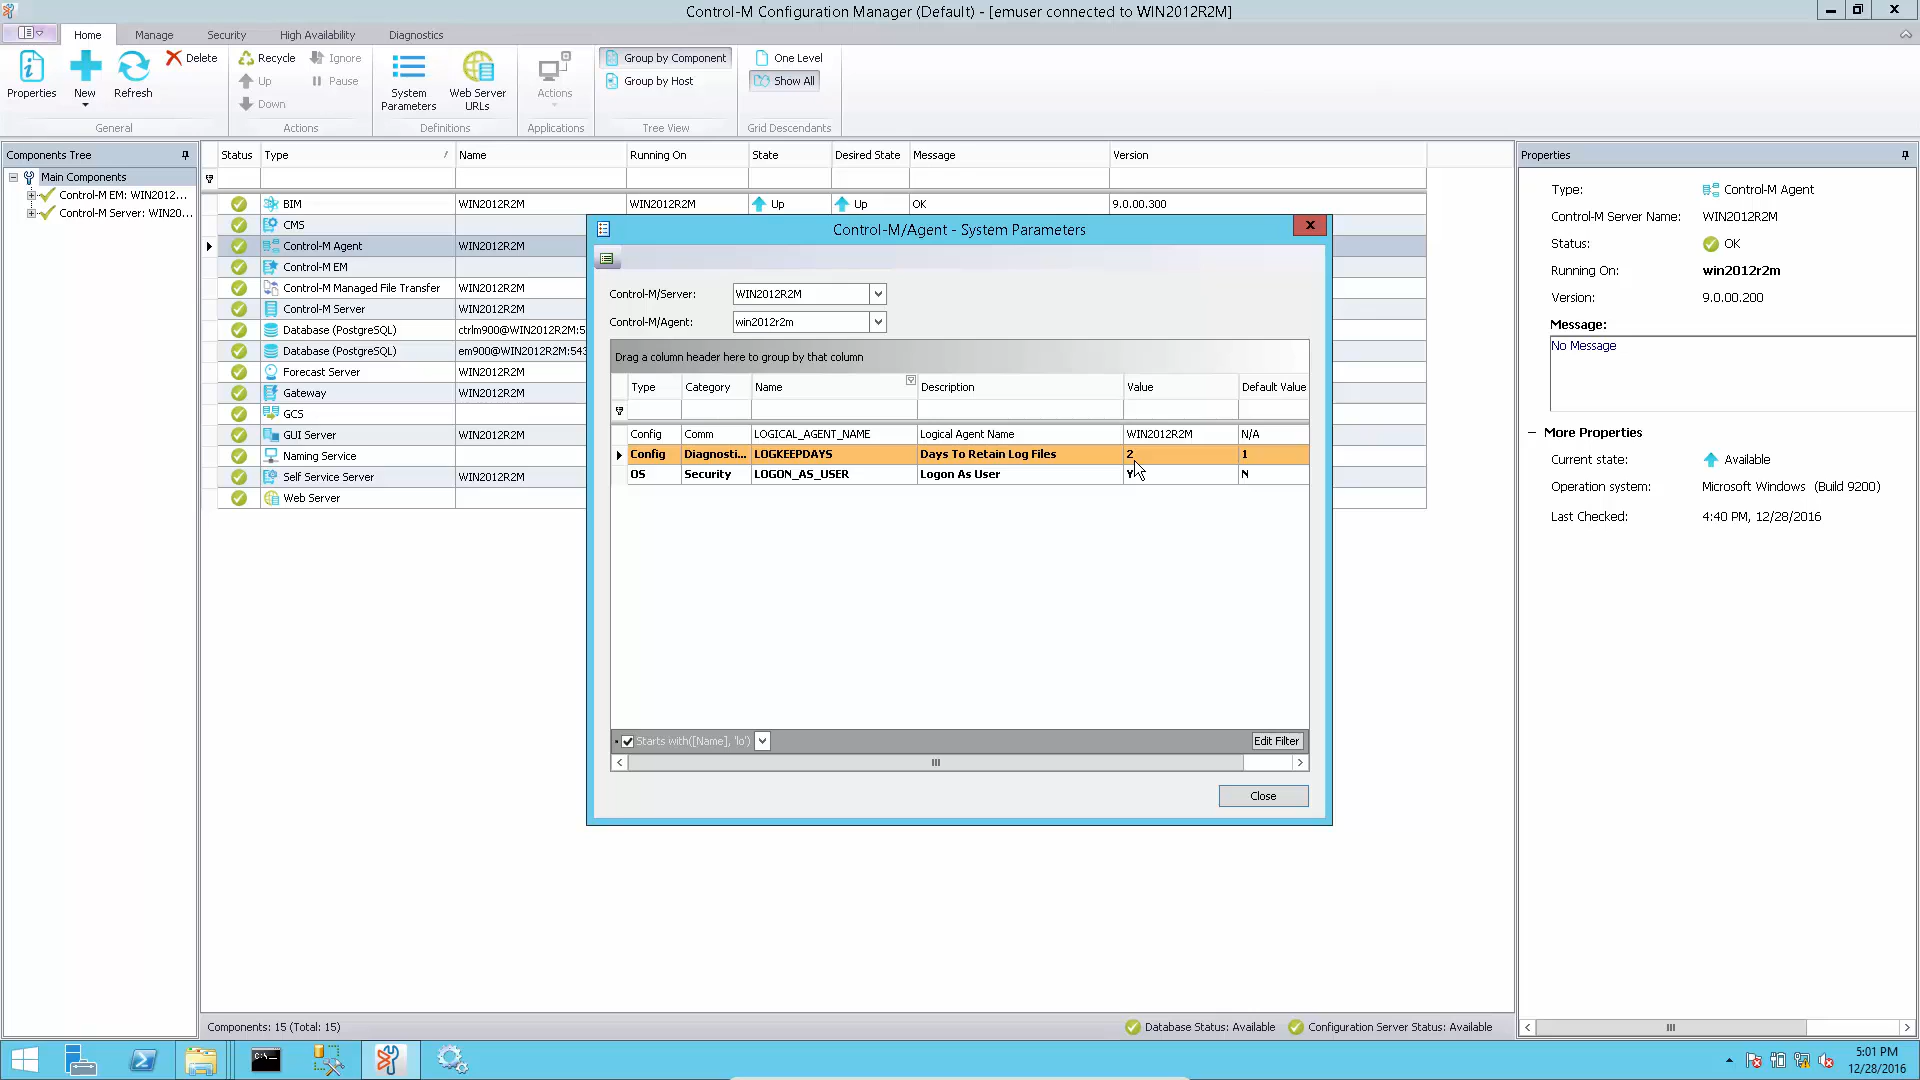 Control-M Configuration Manager (Default) - [emuser connected to WIN2012R2M]
Home Manage Security High Availability Diagnostics
Properties
New
Refresh
Delete
General
Recycle Ignore
Up Pause
Down
Actions
System Parameters
Web Server URLs
Definitions
Actions
Applications
Group by Component
Group by Host
Tree View
One Level
Show All
Grid Descendants
Components Tree
Main Components
Control-M EM: WIN2012...
Control-M Server: WIN20...
Status Type Name Running On State Desired State Message Version
BIM WIN2012R2M WIN2012R2M Up Up OK 9.0.00.300
CMS
Control-M Agent WIN2012R2M
Control-M EM
Control-M Managed File Transfer WIN2012R2M
Control-M Server WIN2012R2M
Database (PostgreSQL) ctrlm900@WIN2012R2M:5
Database (PostgreSQL) em900@WIN2012R2M:543
Forecast Server WIN2012R2M
Gateway WIN2012R2M
GCS
GUI Server WIN2012R2M
Naming Service
Self Service Server WIN2012R2M
Web Server
Control-M/Agent - System Parameters
Control-M/Server: WIN2012R2M
Control-M/Agent: win2012r2m
Drag a column header here to group by that column
Type Category Name Description Value Default Value
Config Comm LOGICAL_AGENT_NAME Logical Agent Name WIN2012R2M N/A
Config Diagnosti... LOGKEEPDAYS Days To Retain Log Files 2 1
OS Security LOGON_AS_USER Logon As User Y N
Starts with([Name], 'lo') Edit Filter
Close
Properties
Type: Control-M Agent
Control-M Server Name: WIN2012R2M
Status: OK
Running On: win2012r2m
Version: 9.0.00.200
Message:
No Message
More Properties
Current state: Available
Operation system: Microsoft Windows (Build 9200)
Last Checked: 4:40 PM, 12/28/2016
Components: 15 (Total: 15)
Database Status: Available Configuration Server Status: Available
5:01 PM
12/28/2016